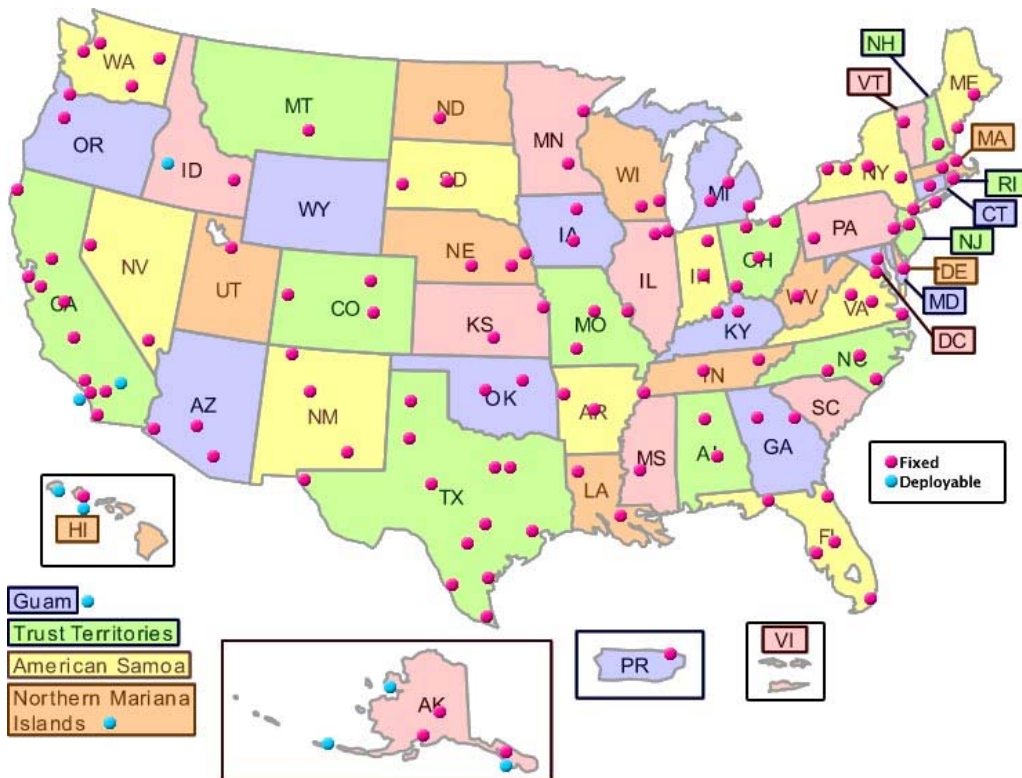 NH
WA
ME
VT
MT
ND
MN
MA
OR
ID
SD
WI
MI
NY
RI
WY
CT
IA
PA
NE
NJ
NV
OH
IL
IN
DE
UT
WV
CA
CO
MD
VA
KS
MO
KY
DC
NC
TN
OK
AZ
NM
AR
SC
GA
MS
AL
Fixed
LA
Deployable
TX
HI
FL
Guam
Trust Territories
VI
American Samoa
PR
Northern Mariana
Islands
AK